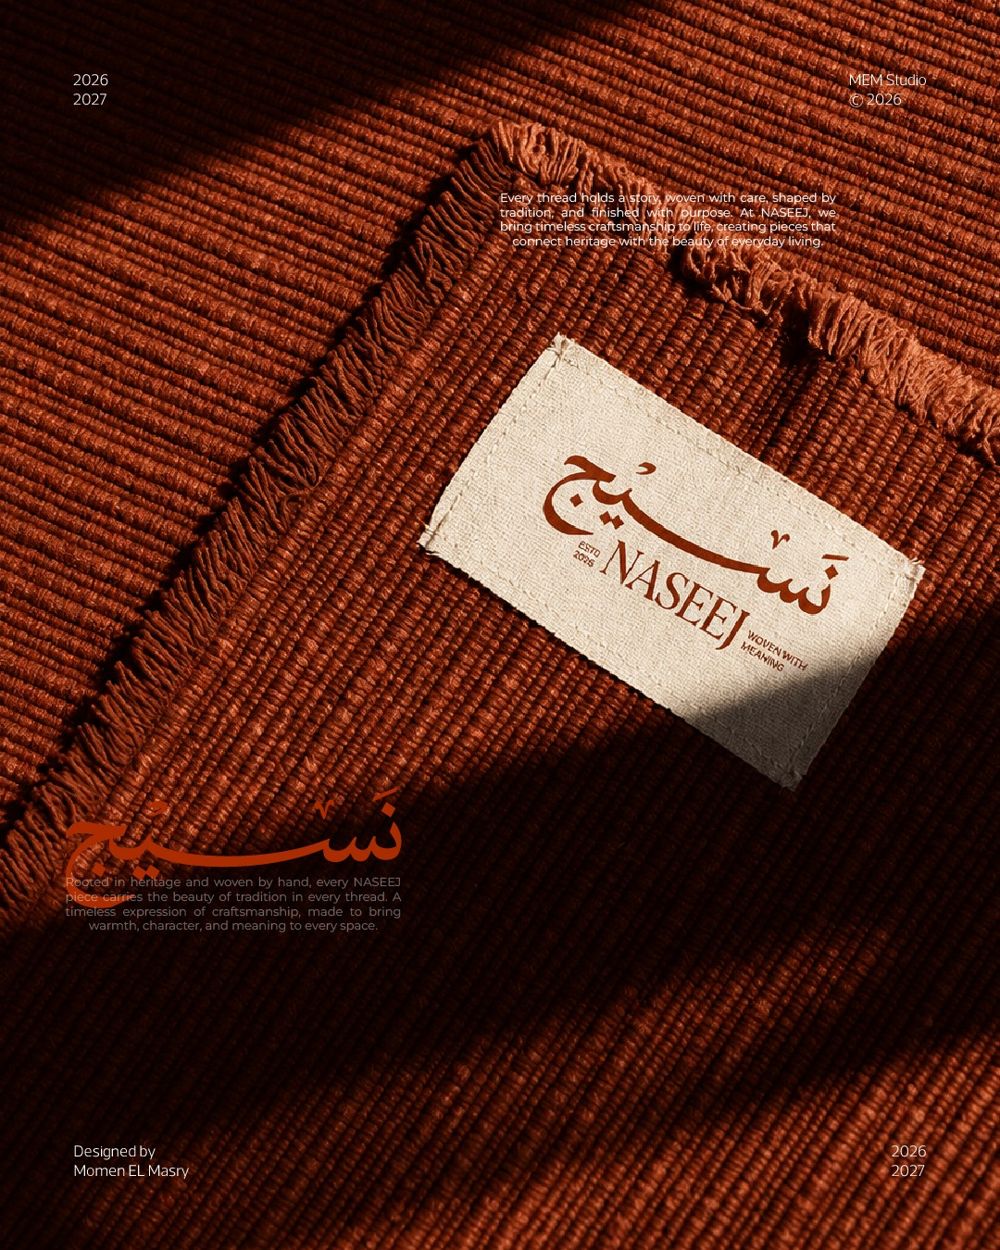 2026
2027
MEM Studio
© 2026
Every thread holds a story, woven with care, shaped by
tradition, and finished with purpose. At NASEEJ, we
bring timeless craftsmanship to life, creating pieces that
connect heritage with the beauty of everyday living.
نَسِيج
ESTD
2026
NASEEJ
WOVEN WITH
MEANING
نَسِيج
Rooted in heritage and woven by hand, every NASEEJ
piece carries the beauty of tradition in every thread. A
timeless expression of craftsmanship, made to bring
warmth, character, and meaning to every space.
Designed by
Momen EL Masry
2026
2027